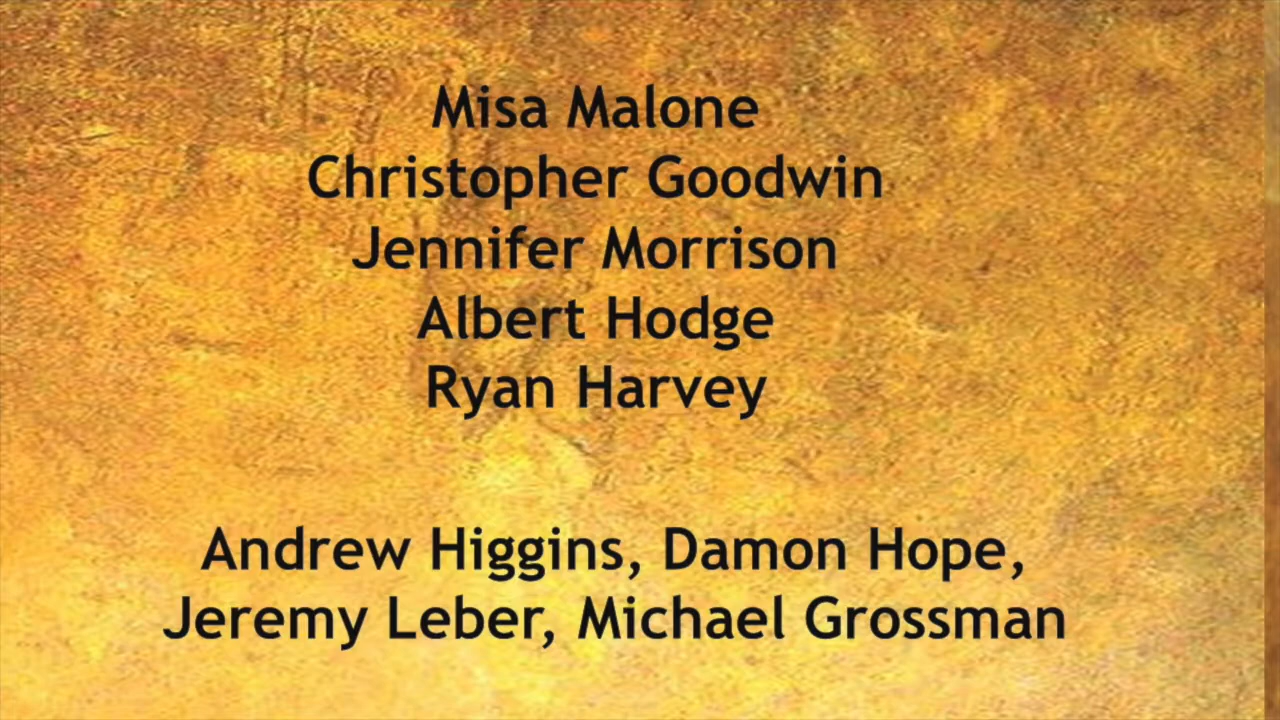 Misa Malone
Christopher Goodwin
Jennifer Morrison
Albert Hodge
Ryan Harvey
Andrew Higgins, Damon Hope,
Jeremy Leber, Michael Grossman